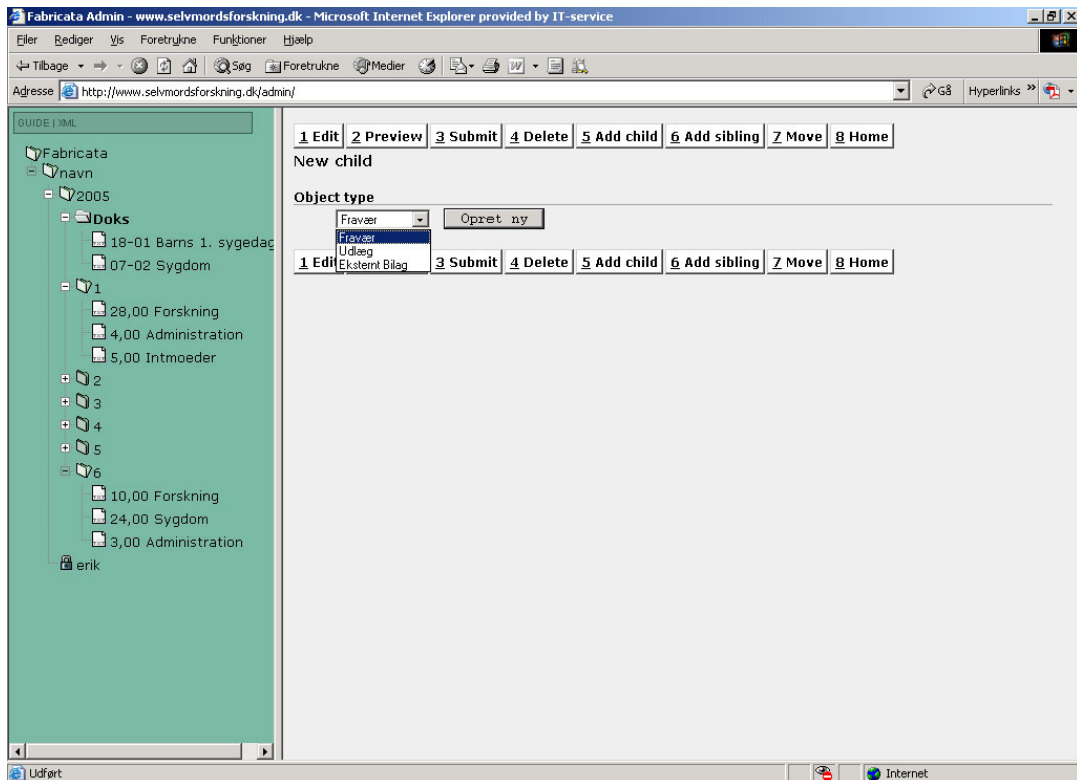 Fabricata Admin - www.selvmordsforskning.dk - Microsoft Internet Explorer provided by IT-service
Filer Rediger Vis Foretrukne Funktioner Hjælp
Tilbage Søg Foretrukne Medier
Adresse http://www.selvmordsforskning.dk/admin/ Gå Hyperlinks »
GUIDE | XML
Fabricata
navn
2005
Doks
18-01 Barns 1. sygedag
07-02 Sygdom
1
28,00 Forskning
4,00 Administration
5,00 Intmoeder
2
3
4
5
6
10,00 Forskning
24,00 Sygdom
3,00 Administration
erik
1 Edit 2 Preview 3 Submit 4 Delete 5 Add child 6 Add sibling 7 Move 8 Home
New child
Object type
Fravær Opret ny
Fravær
Udlæg
Eksternt Bilag
1 Edit 3 Submit 4 Delete 5 Add child 6 Add sibling 7 Move 8 Home
Udført Internet